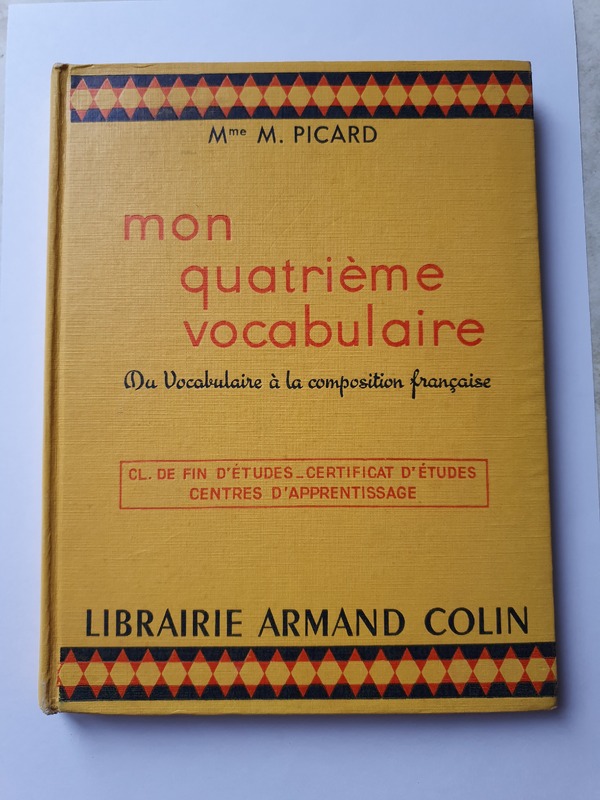 Mme M. PICARD
mon
quatrième
vocabulaire
Du Vocabulaire à la composition française
CL. DE FIN D'ÉTUDES_CERTIFICAT D'ÉTUDES
CENTRES D'APPRENTISSAGE
LIBRAIRIE ARMAND COLIN